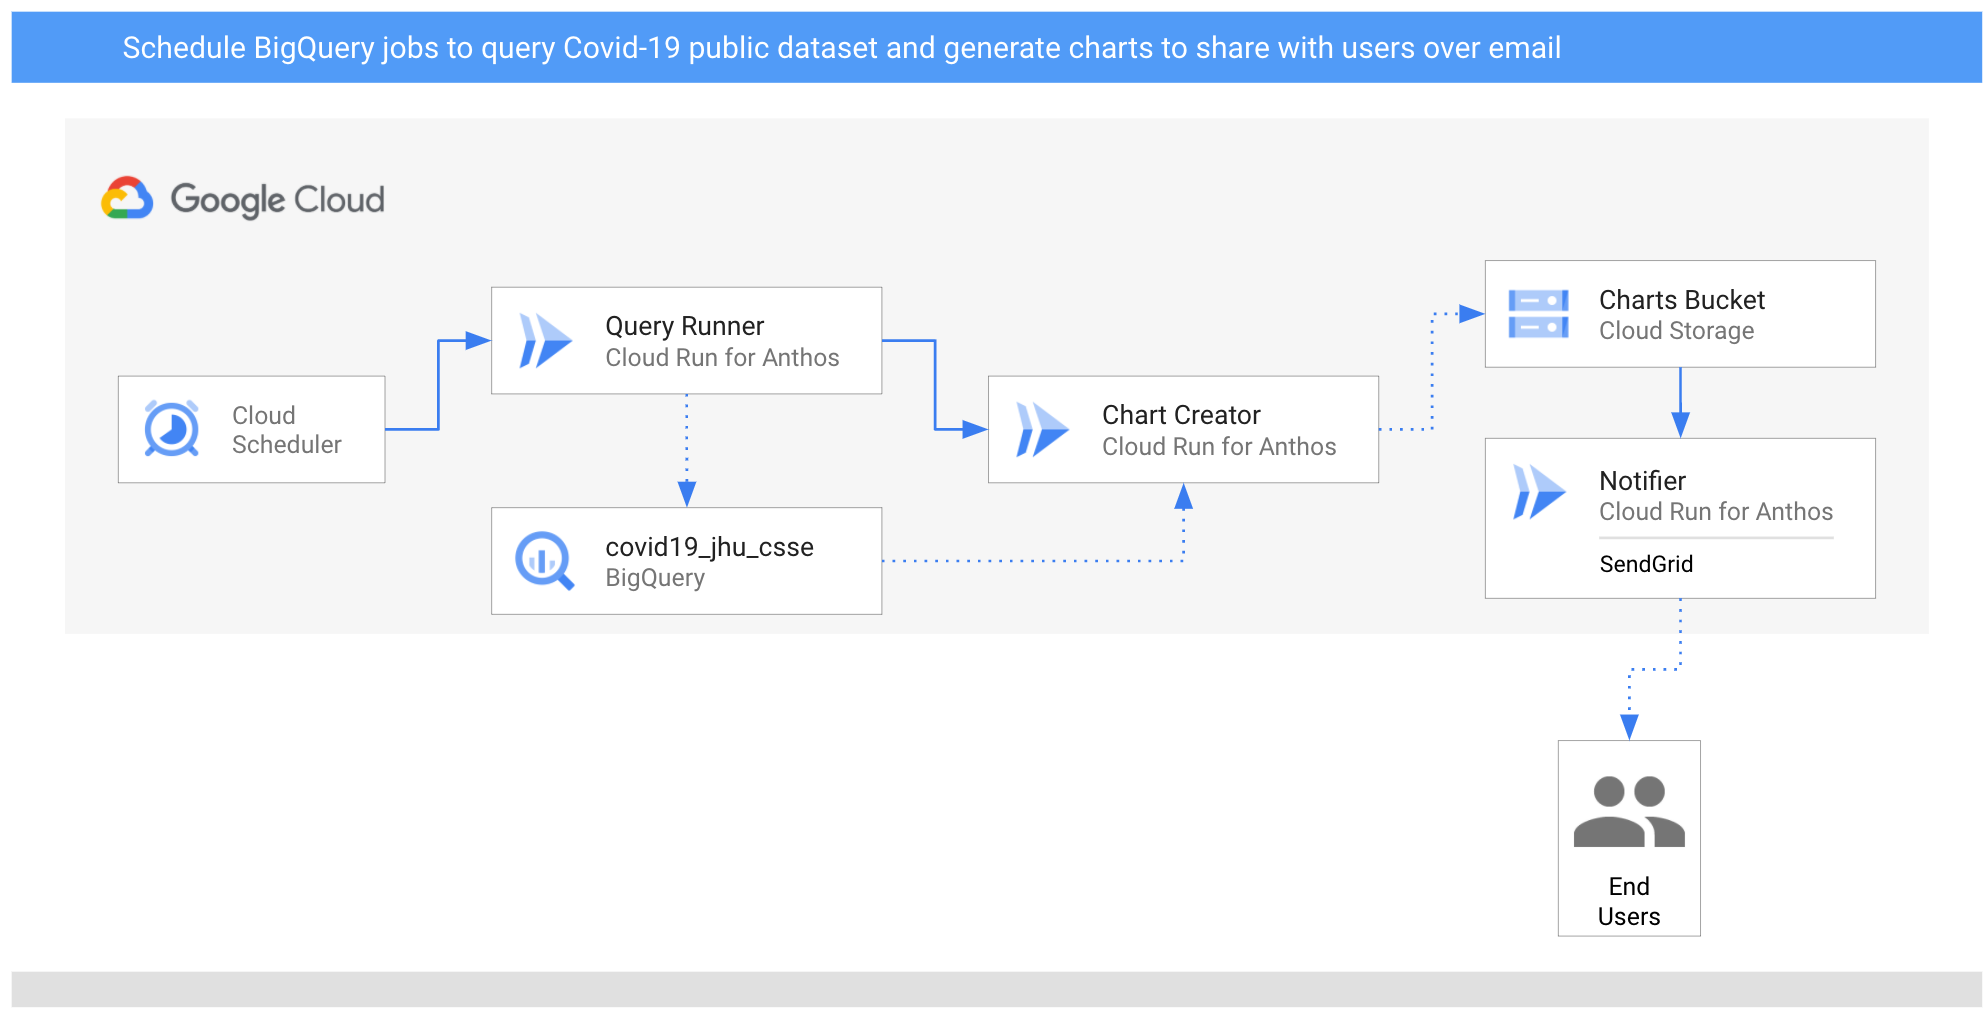 Schedule BigQuery jobs to query Covid-19 public dataset and generate charts to share with users over email
Google Cloud
Cloud
Scheduler
Query Runner
Cloud Run for Anthos
covid19_jhu_csse
BigQuery
Chart Creator
Cloud Run for Anthos
Charts Bucket
Cloud Storage
Notifier
Cloud Run for Anthos
SendGrid
End
Users